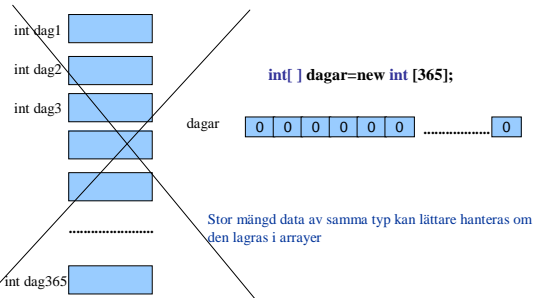 int dag1
int dag2
int dag3
int[ ] dagar=new int [365];
dagar
0 0 0 0 0 0 .................. 0
Stor mängd data av samma typ kan lättare hanteras om
den lagras i arrayer
.......................
int dag365